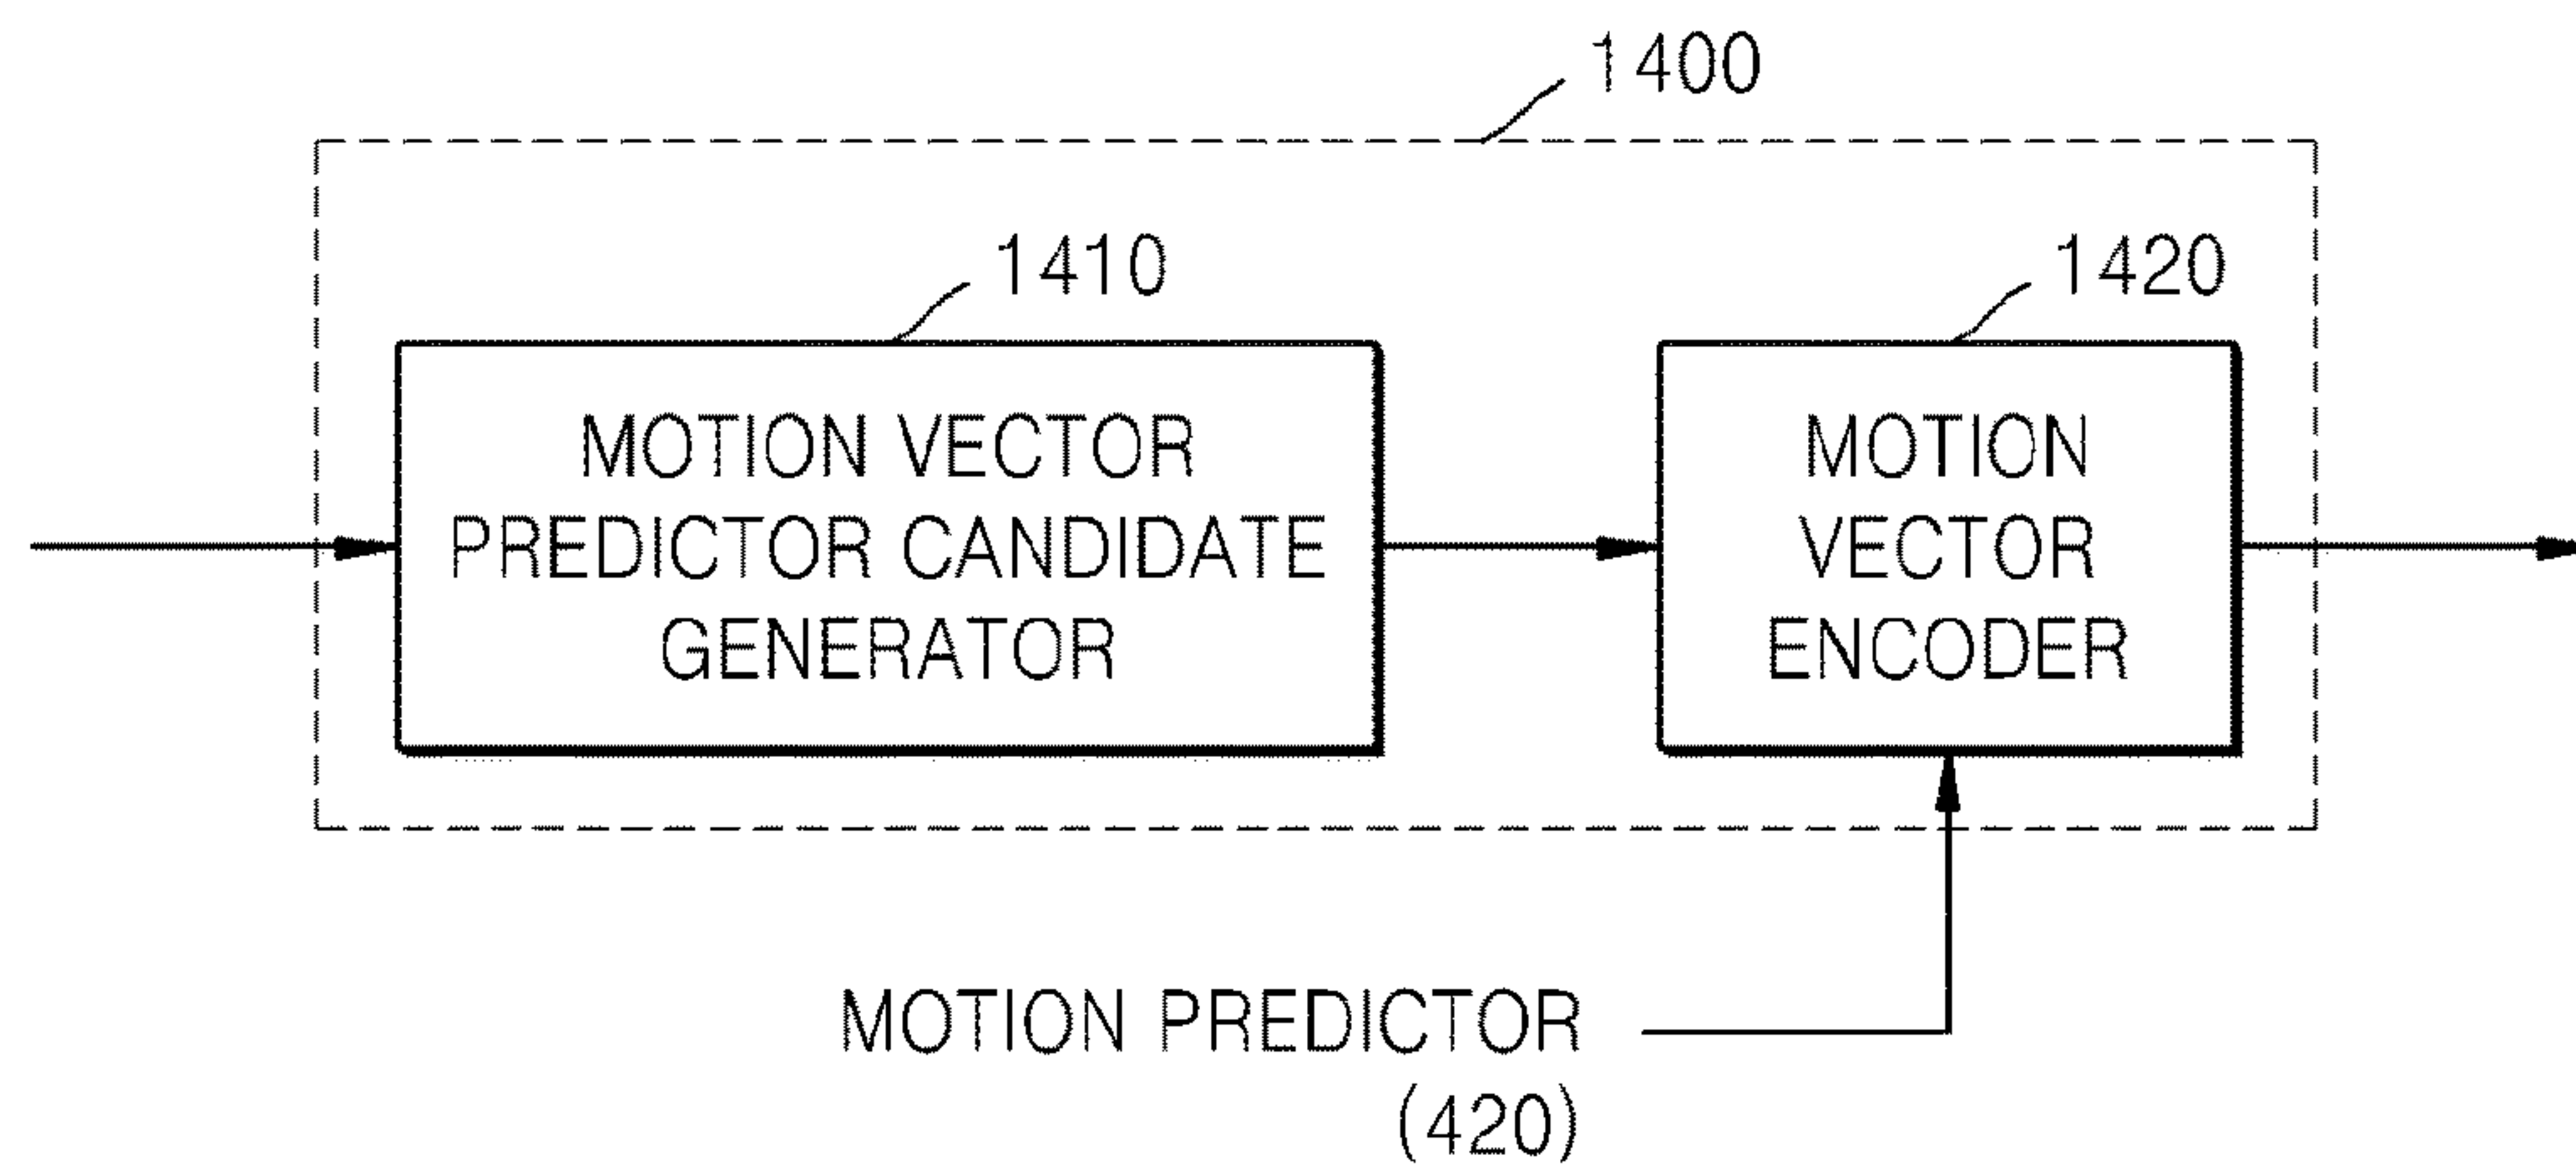 1400
1410
1420
MOTION VECTOR
PREDICTOR CANDIDATE
GENERATOR
MOTION
VECTOR
ENCODER
MOTION PREDICTOR
(420)